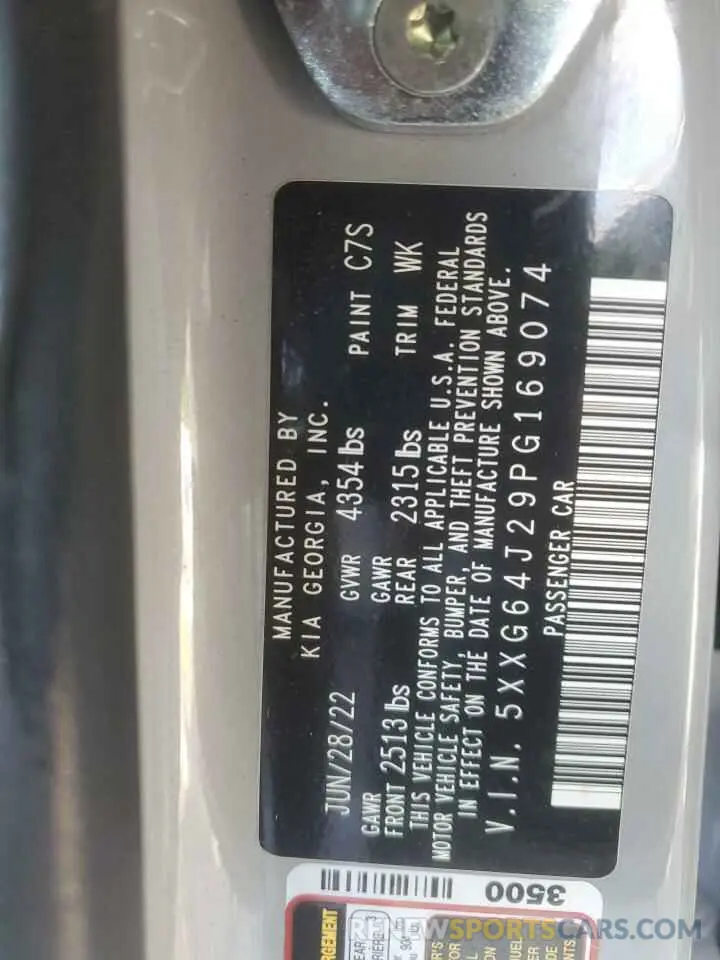 MANUFACTURED BY
KIA GEORGIA, INC.
JUN/28/22 GVWR 4354 lbs PAINT C7S
GAWR GAWR
FRONT 2513 lbs REAR 2315 lbs TRIM WK
THIS VEHICLE CONFORMS TO ALL APPLICABLE U.S.A. FEDERAL
MOTOR VEHICLE SAFETY, BUMPER, AND THEFT PREVENTION STANDARDS
IN EFFECT ON THE DATE OF MANUFACTURE SHOWN ABOVE.
V.I.N. 5XXG64J29PG169074
PASSENGER CAR
3500
RENEWSPORTSCARS.COM